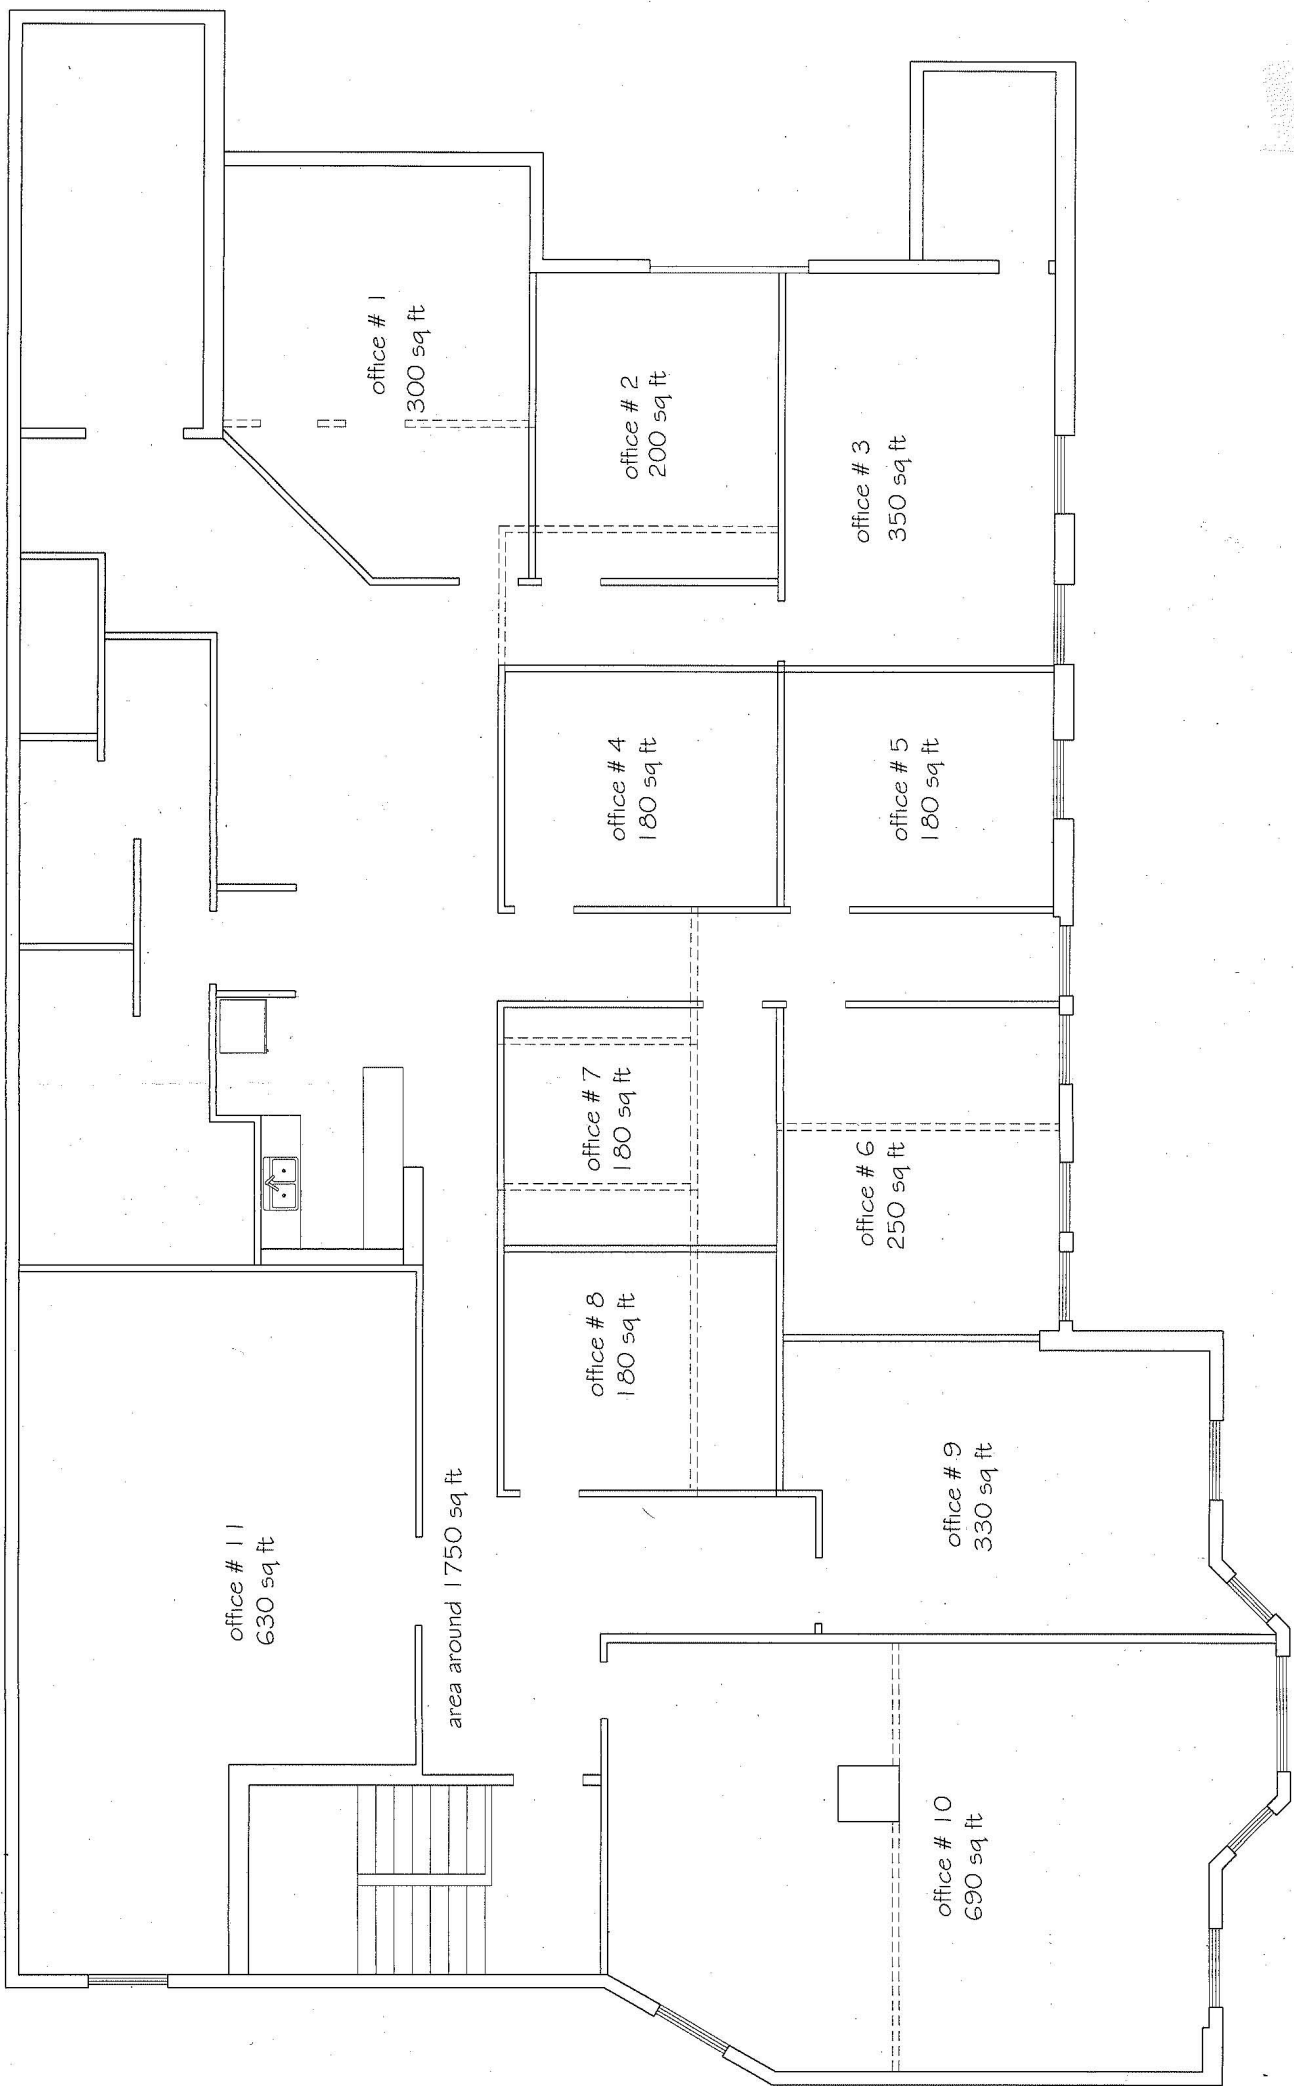 office # 1
300 sq ft
office # 2
200 sq ft
office # 3
350 sq ft
office # 4
180 sq ft
office # 5
180 sq ft
office # 6
250 sq ft
office # 7
180 sq ft
office # 8
180 sq ft
office # 9
330 sq ft
office # 10
690 sq ft
office # 11
630 sq ft
area around 1750 sq ft